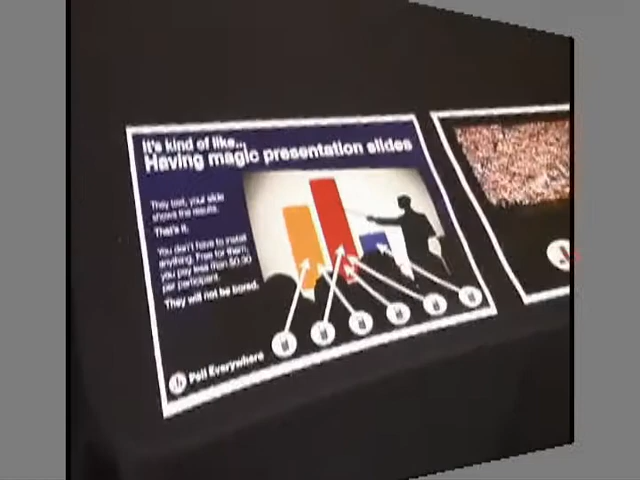 It's kind of like...
Having magic presentation slides
They text, your slide
shows the results.
That's it.
You don't have to install
anything. Free for them,
you pay less than $0.30
per participant.
They will not be bored.
Poll Everywhere